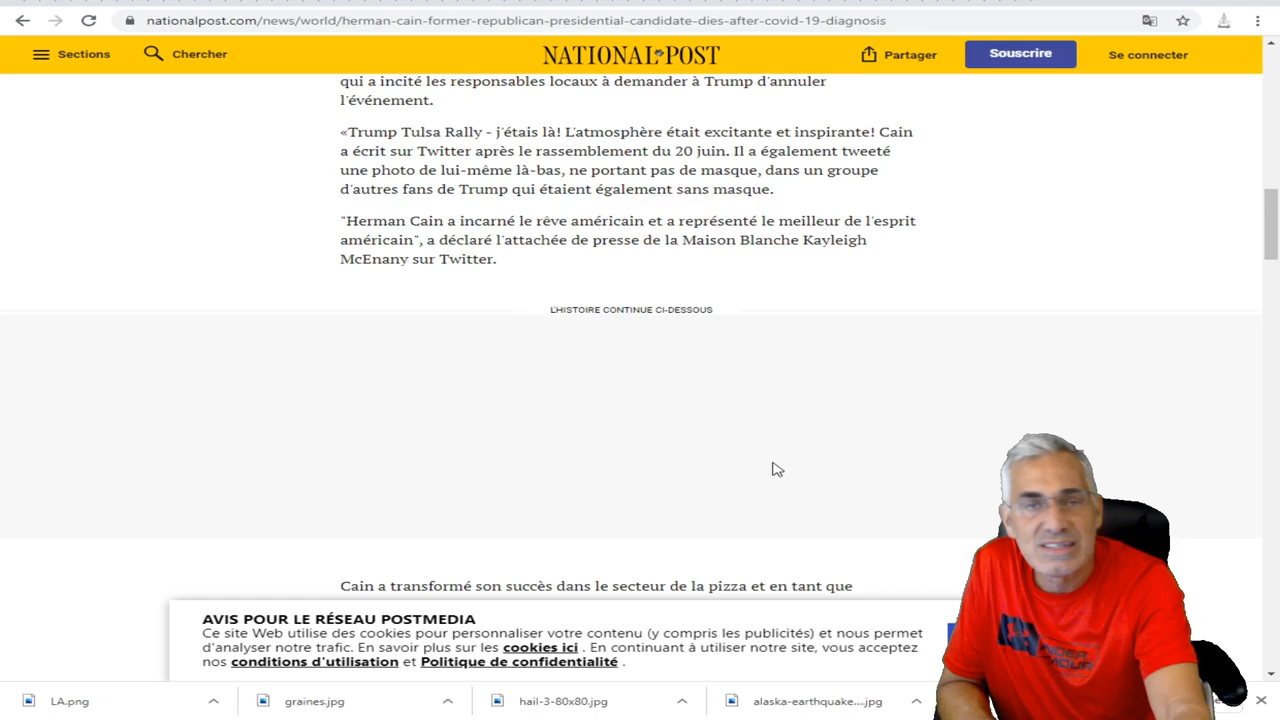 nationalpost.com/news/world/herman-cain-former-republican-presidential-candidate-dies-after-covid-19-diagnosis
Sections
Chercher
NATIONAL POST
Partager
Souscrire
Se connecter
qui a incité les responsables locaux à demander à Trump d'annuler
l'événement.
«Trump Tulsa Rally - j'étais là! L'atmosphère était excitante et inspirante! Cain
a écrit sur Twitter après le rassemblement du 20 juin. Il a également tweeté
une photo de lui-même là-bas, ne portant pas de masque, dans un groupe
d'autres fans de Trump qui étaient également sans masque.
"Herman Cain a incarné le rêve américain et a représenté le meilleur de l'esprit
américain", a déclaré l'attachée de presse de la Maison Blanche Kayleigh
McEnany sur Twitter.
L'HISTOIRE CONTINUE CI-DESSOUS
Cain a transformé son succès dans le secteur de la pizza et en tant que
AVIS POUR LE RÉSEAU POSTMEDIA
Ce site Web utilise des cookies pour personnaliser votre contenu (y compris les publicités) et nous permet
d'analyser notre trafic. En savoir plus sur les cookies ici . En continuant à utiliser notre site, vous acceptez
nos conditions d'utilisation et Politique de confidentialité .
LA.png
graines.jpg
hail-3-80x80.jpg
alaska-earthquake....jpg